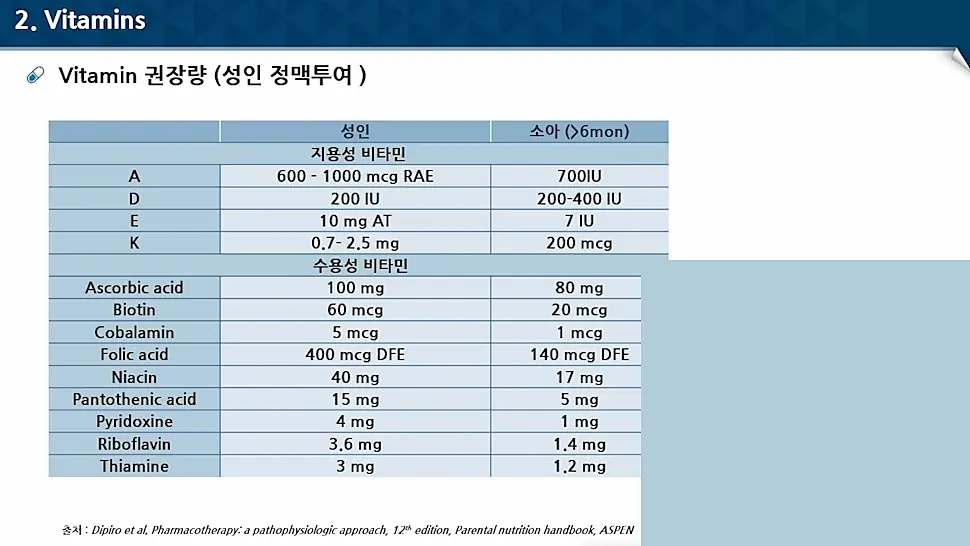 2. Vitamins
Vitamin 권장량 (성인 정맥투여 )
성인 소아 (>6mon)
지용성 비타민
A 600 - 1000 mcg RAE 700IU
D 200 IU 200-400 IU
E 10 mg AT 7 IU
K 0.7- 2.5 mg 200 mcg
수용성 비타민
Ascorbic acid 100 mg 80 mg
Biotin 60 mcg 20 mcg
Cobalamin 5 mcg 1 mcg
Folic acid 400 mcg DFE 140 mcg DFE
Niacin 40 mg 17 mg
Pantothenic acid 15 mg 5 mg
Pyridoxine 4 mg 1 mg
Riboflavin 3.6 mg 1.4 mg
Thiamine 3 mg 1.2 mg
출처 : Dipiro et al, Pharmacotherapy: a pathophysiologic approach, 12th edition, Parental nutrition handbook, ASPEN